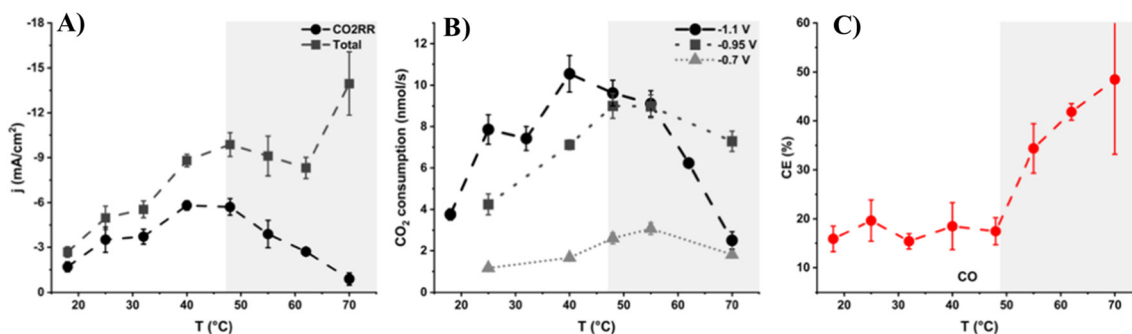 A)
CO2RR
Total
-18
-15
-12
-9
-6
-3
0
j (mA/cm²)
20 30 40 50 60 70
T (°C)
B)
-1.1 V
-0.95 V
-0.7 V
12
10
8
6
4
2
0
CO₂ consumption (nmol/s)
20 30 40 50 60 70
T (°C)
C)
60
50
40
30
20
10
CE (%)
CO
20 30 40 50 60 70
T (°C)